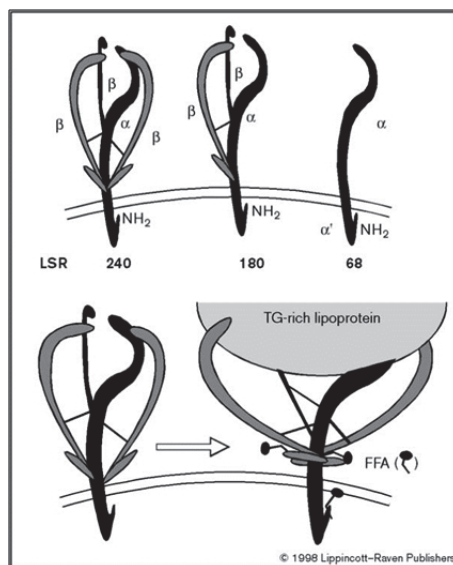 β β α β
β β α
α
NH₂ NH₂ α' NH₂
LSR 240 180 68
TG-rich lipoprotein
FFA ( )
© 1998 Lippincott–Raven Publishers